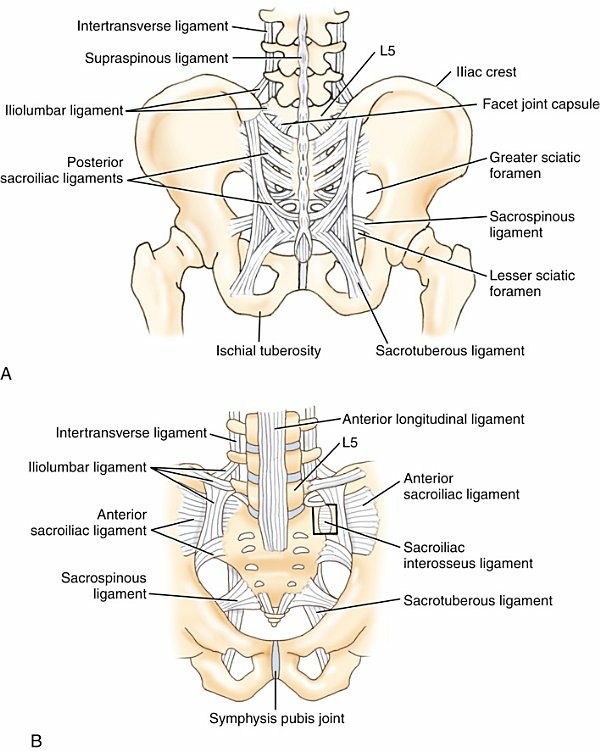 Intertransverse ligament
Supraspinous ligament
L5
Iliac crest
Iliolumbar ligament
Facet joint capsule
Posterior
sacroiliac ligaments
Greater sciatic
foramen
Sacrospinous
ligament
Lesser sciatic
foramen
Ischial tuberosity
Sacrotuberous ligament
A
Anterior longitudinal ligament
Intertransverse ligament
L5
Iliolumbar ligament
Anterior
sacroiliac ligament
Anterior
sacroiliac ligament
Sacroiliac
interosseus ligament
Sacrospinous
ligament
Sacrotuberous ligament
Symphysis pubis joint
B